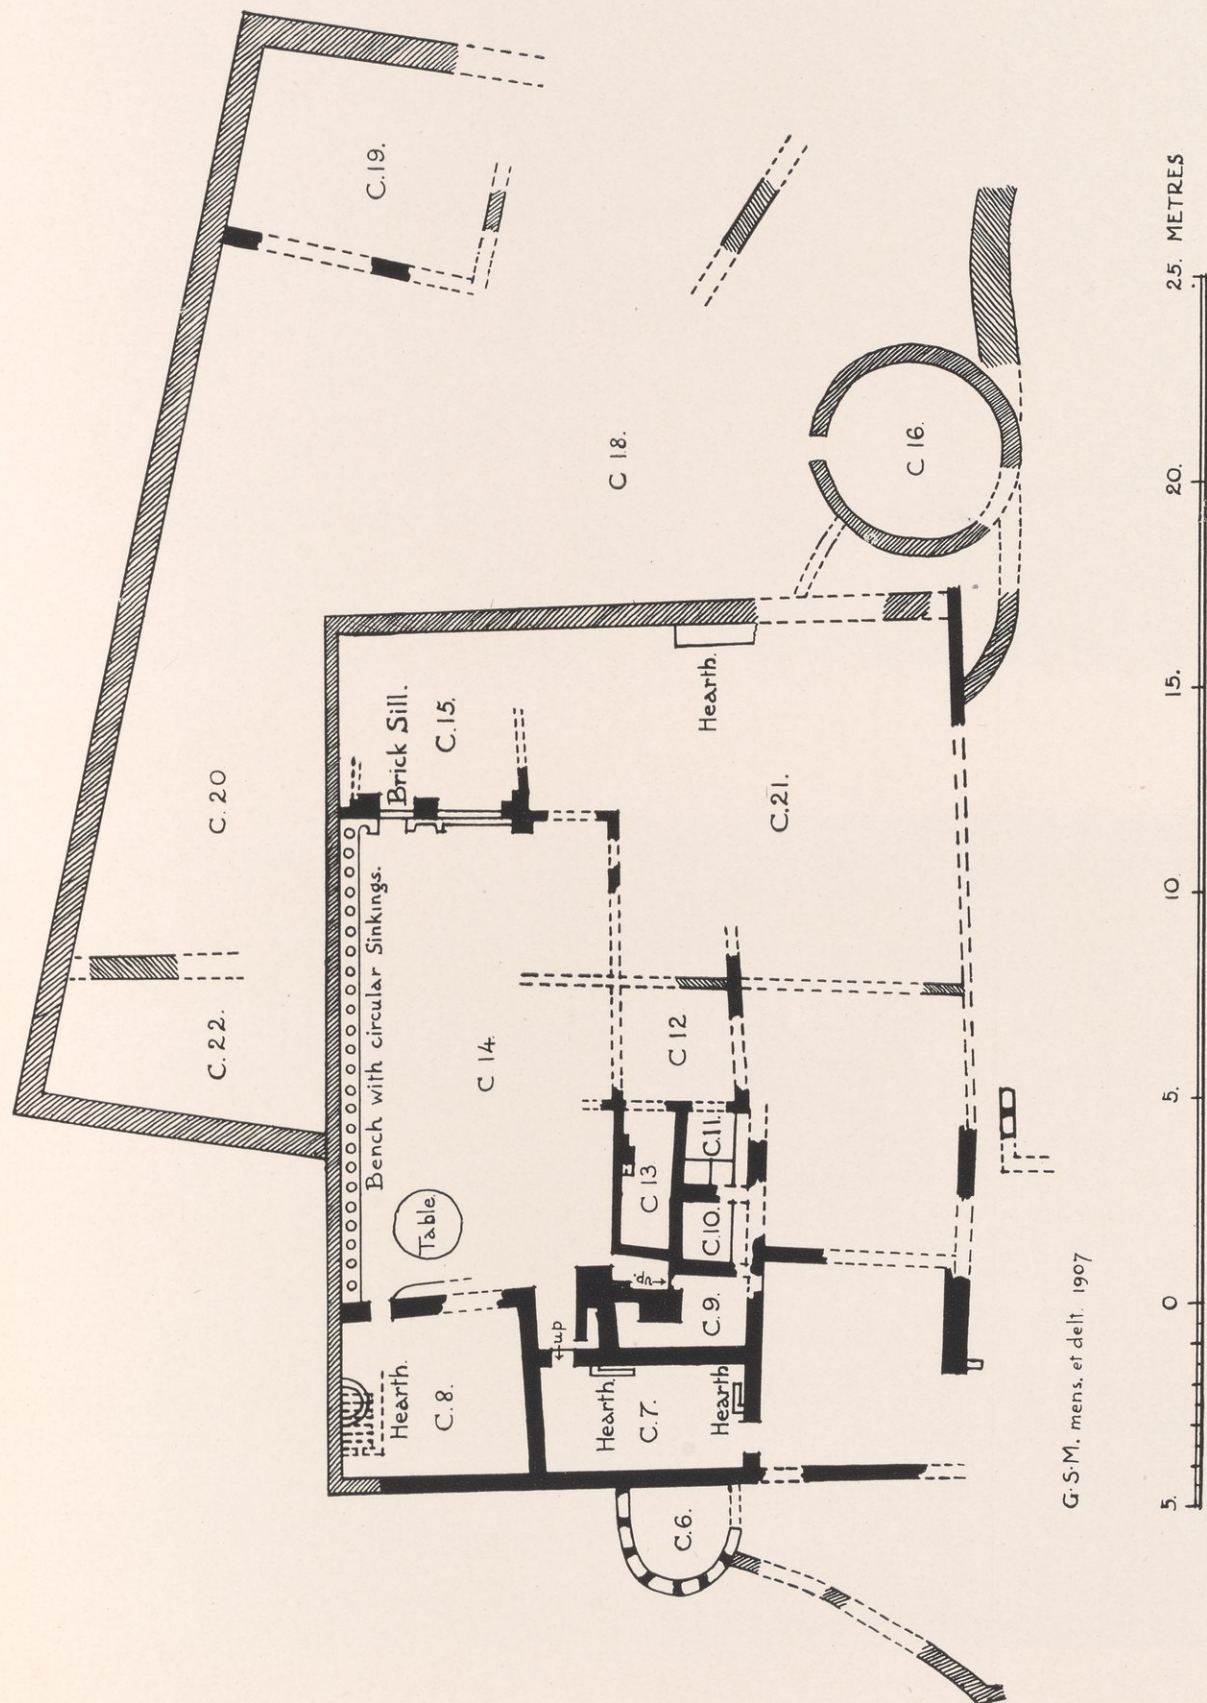 C.19.
C.20
C.22.
C 18.
C 16.
Brick Sill.
C.15.
Hearth.
Bench with circular Sinkings.
C 14.
C.21.
Table.
C 12
C 13
C.11.
C.10.
C.9.
up
up
Hearth.
C.8.
Hearth.
C.7.
Hearth
C.6.
G·S·M. mens. et delt. 1907
5. 0 5. 10 15. 20. 25. METRES